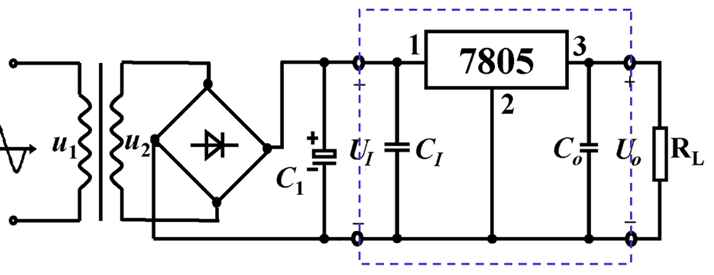 1 7805 3
2
u1 u2 + - C1 UI CI Co Uo RL
+ -
+ -